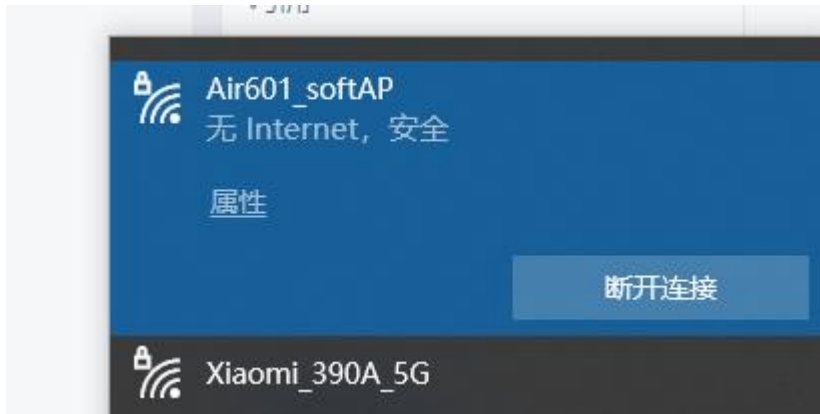 Air601_softAP
无 Internet，安全
属性
断开连接
Xiaomi_390A_5G